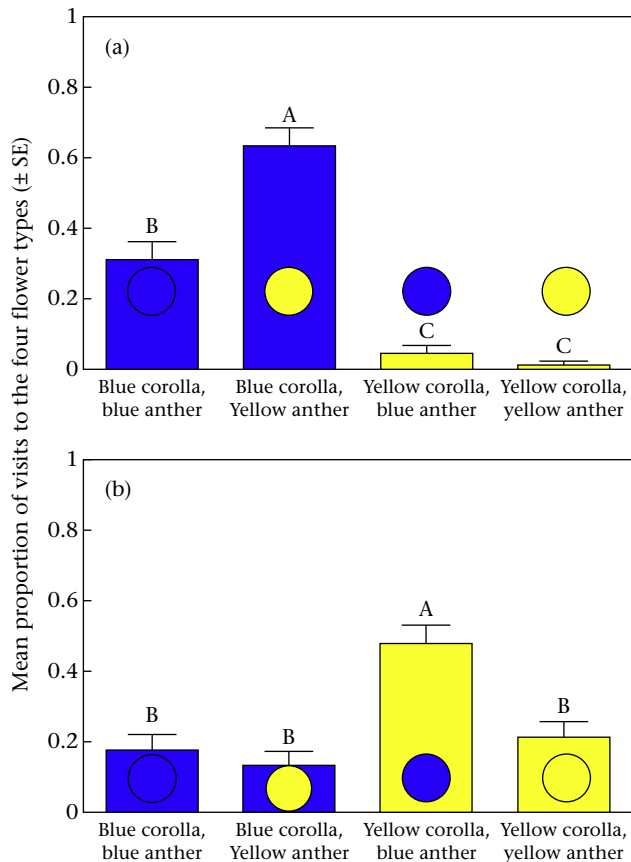 Mean proportion of visits to the four flower types (± SE)
1
0.8
0.6
0.4
0.2
0
(a)
B
A
C
C
Blue corolla,
blue anther
Blue corolla,
Yellow anther
Yellow corolla,
blue anther
Yellow corolla,
yellow anther
1
0.8
0.6
0.4
0.2
0
(b)
B
B
A
B
Blue corolla,
blue anther
Blue corolla,
Yellow anther
Yellow corolla,
blue anther
Yellow corolla,
yellow anther